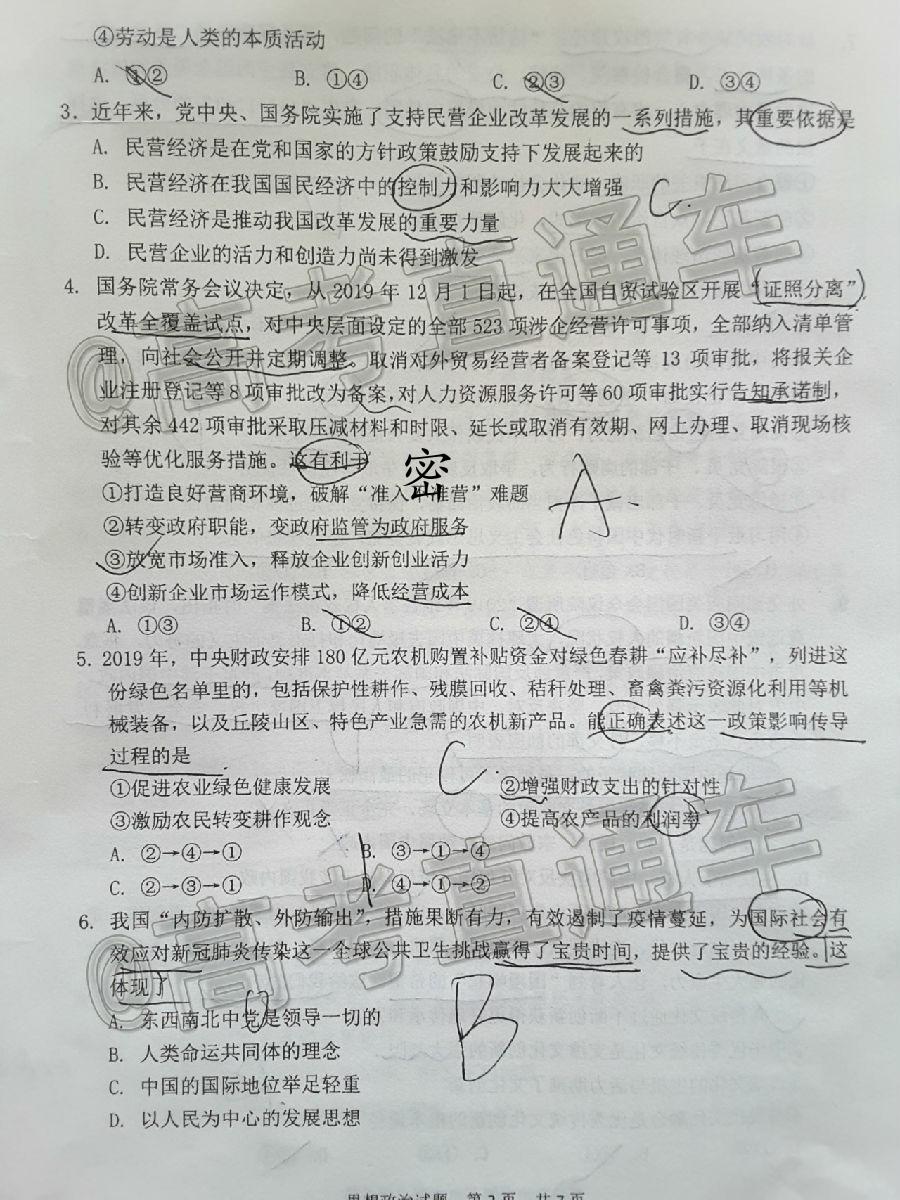 ④劳动是人类的本质活动
A. ①② B. ①④ C. ②③ D. ③④
3. 近年来，党中央、国务院实施了支持民营企业改革发展的一系列措施，其重要依据是
A. 民营经济是在党和国家的方针政策鼓励支持下发展起来的
B. 民营经济在我国国民经济中的控制力和影响力大大增强
C.
C. 民营经济是推动我国改革发展的重要力量
D. 民营企业的活力和创造力尚未得到激发
4. 国务院常务会议决定，从 2019 年 12 月 1 日起，在全国自贸试验区开展“证照分离”
改革全覆盖试点，对中央层面设定的全部 523 项涉企经营许可事项，全部纳入清单管
理，向社会公开并定期调整。取消对外贸易经营者备案登记等 13 项审批，将报关企
业注册登记等 8 项审批改为备案，对人力资源服务许可等 60 项审批实行告知承诺制，
对其余 442 项审批采取压减材料和时限、延长或取消有效期、网上办理、取消现场核
验等优化服务措施。这有利于
密
A.
①打造良好营商环境，破解“准入不准营”难题
②转变政府职能，变政府监管为政府服务
③放宽市场准入，释放企业创新创业活力
④创新企业市场运作模式，降低经营成本
A. ①③ B. ①② C. ②④ D. ③④
5. 2019 年，中央财政安排 180 亿元农机购置补贴资金对绿色春耕“应补尽补”，列进这
份绿色名单里的，包括保护性耕作、残膜回收、秸秆处理、畜禽粪污资源化利用等机
械装备，以及丘陵山区、特色产业急需的农机新产品。能正确表述这一政策影响传导
过程的是
C.
①促进农业绿色健康发展 ②增强财政支出的针对性
③激励农民转变耕作观念 ④提高农产品的利润率
A. ②→④→① B. ③→①→④
C. ②→③→① D. ④→①→②
6. 我国“内防扩散、外防输出”，措施果断有力，有效遏制了疫情蔓延，为国际社会有
效应对新冠肺炎传染这一全球公共卫生挑战赢得了宝贵时间，提供了宝贵的经验。这
体现了
B
A. 东西南北中党是领导一切的
B. 人类命运共同体的理念
C. 中国的国际地位举足轻重
D. 以人民为中心的发展思想
思想政治试题 第 2 页 共 7 页
@高考直通车
@高考直通车